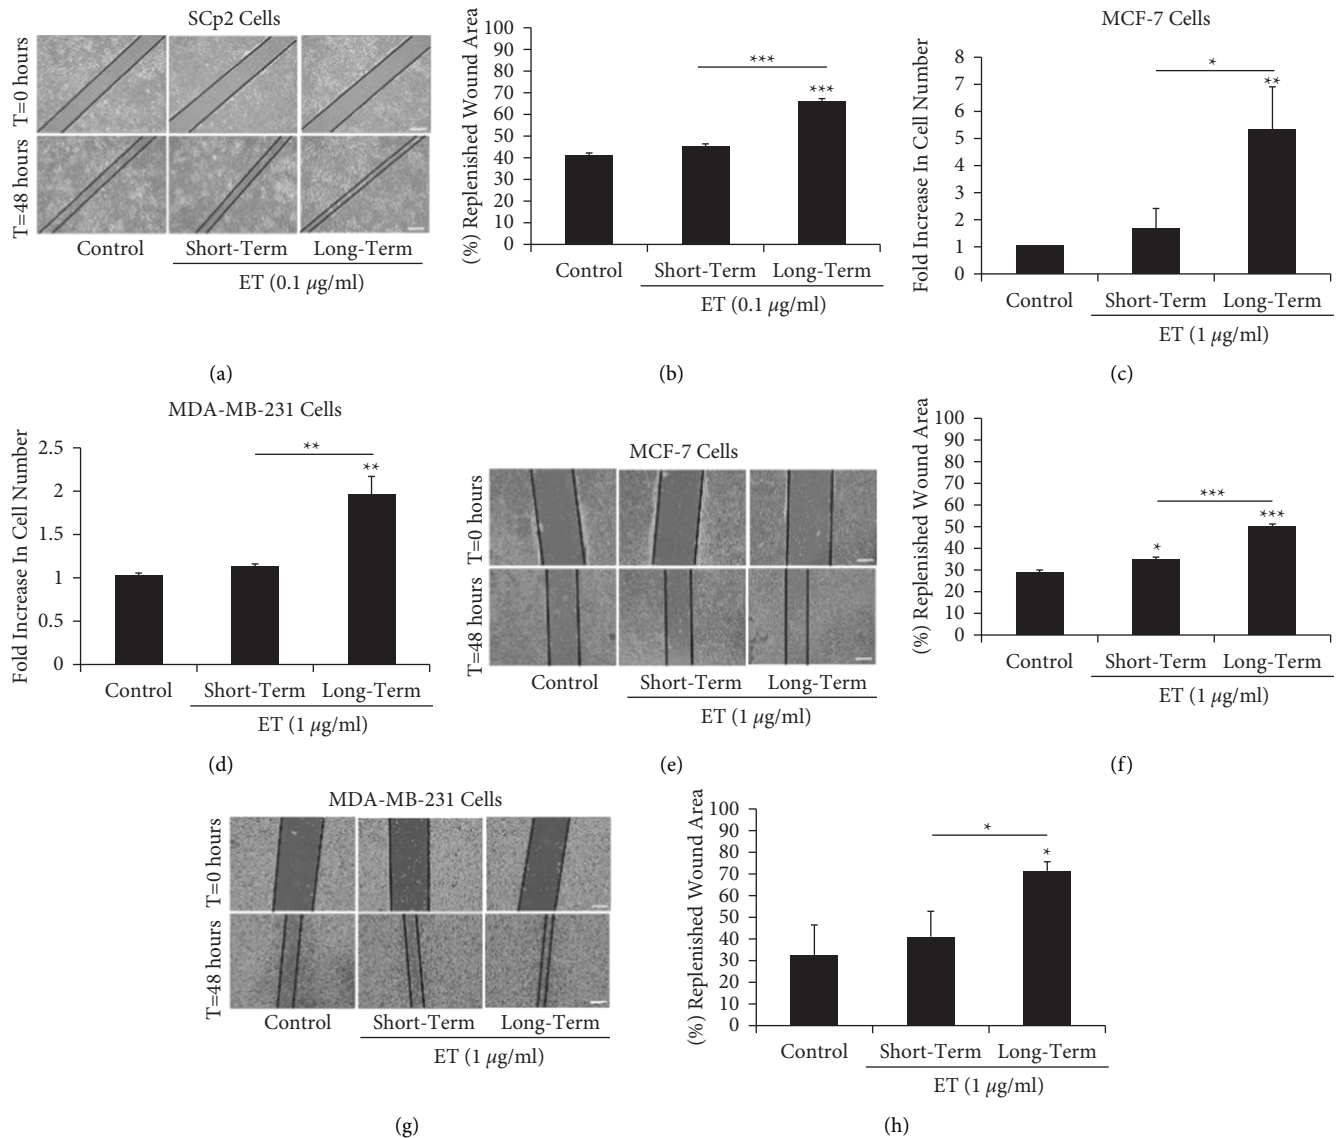 SCp2 Cells
T=0 hours
T=48 hours
Control Short-Term Long-Term
ET (0.1 μg/ml)
(a)
(%) Replenished Wound Area
100
90
80
70
60
50
40
30
20
10
0
***
***
Control Short-Term Long-Term
ET (0.1 μg/ml)
(b)
MCF-7 Cells
Fold Increase In Cell Number
8
7
6
5
4
3
2
1
0
*
**
Control Short-Term Long-Term
ET (1 μg/ml)
(c)
MDA-MB-231 Cells
Fold Increase In Cell Number
2.5
2
1.5
1
0.5
0
**
**
Control Short-Term Long-Term
ET (1 μg/ml)
(d)
MCF-7 Cells
T=0 hours
T=48 hours
Control Short-Term Long-Term
ET (1 μg/ml)
(e)
(%) Replenished Wound Area
100
90
80
70
60
50
40
30
20
10
0
***
***
*
Control Short-Term Long-Term
ET (1 μg/ml)
(f)
MDA-MB-231 Cells
T=0 hours
T=48 hours
Control Short-Term Long-Term
ET (1 μg/ml)
(g)
(%) Replenished Wound Area
100
90
80
70
60
50
40
30
20
10
0
*
*
Control Short-Term Long-Term
ET (1 μg/ml)
(h)